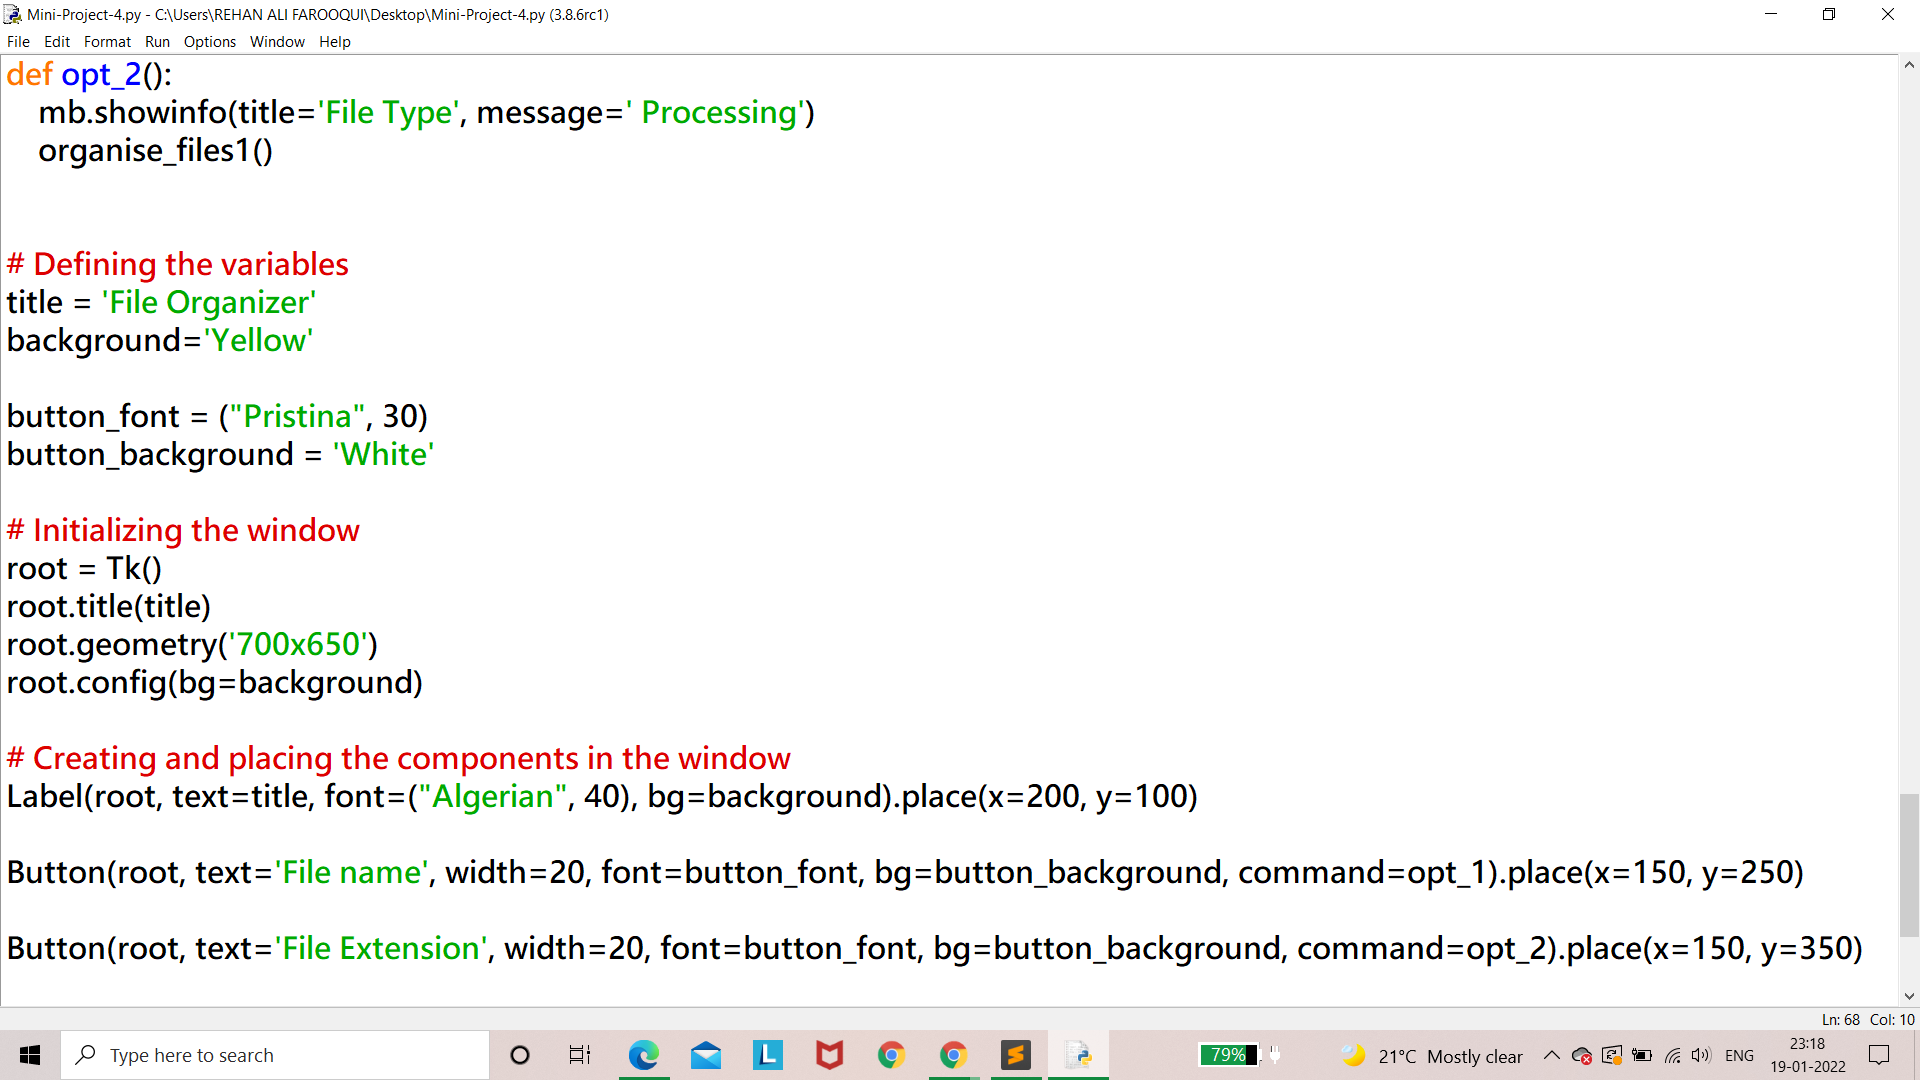 Mini-Project-4.py - C:\Users\REHAN ALI FAROOQUI\Desktop\Mini-Project-4.py (3.8.6rc1)
File Edit Format Run Options Window Help
def opt_2():
    mb.showinfo(title='File Type', message=' Processing')
    organise_files1()
# Defining the variables
title = 'File Organizer'
background='Yellow'
button_font = ("Pristina", 30)
button_background = 'White'
# Initializing the window
root = Tk()
root.title(title)
root.geometry('700x650')
root.config(bg=background)
# Creating and placing the components in the window
Label(root, text=title, font=("Algerian", 40), bg=background).place(x=200, y=100)
Button(root, text='File name', width=20, font=button_font, bg=button_background, command=opt_1).place(x=150, y=250)
Button(root, text='File Extension', width=20, font=button_font, bg=button_background, command=opt_2).place(x=150, y=350)
Ln: 68 Col: 10
Type here to search
L
79%
21°C Mostly clear
ENG
23:18
19-01-2022